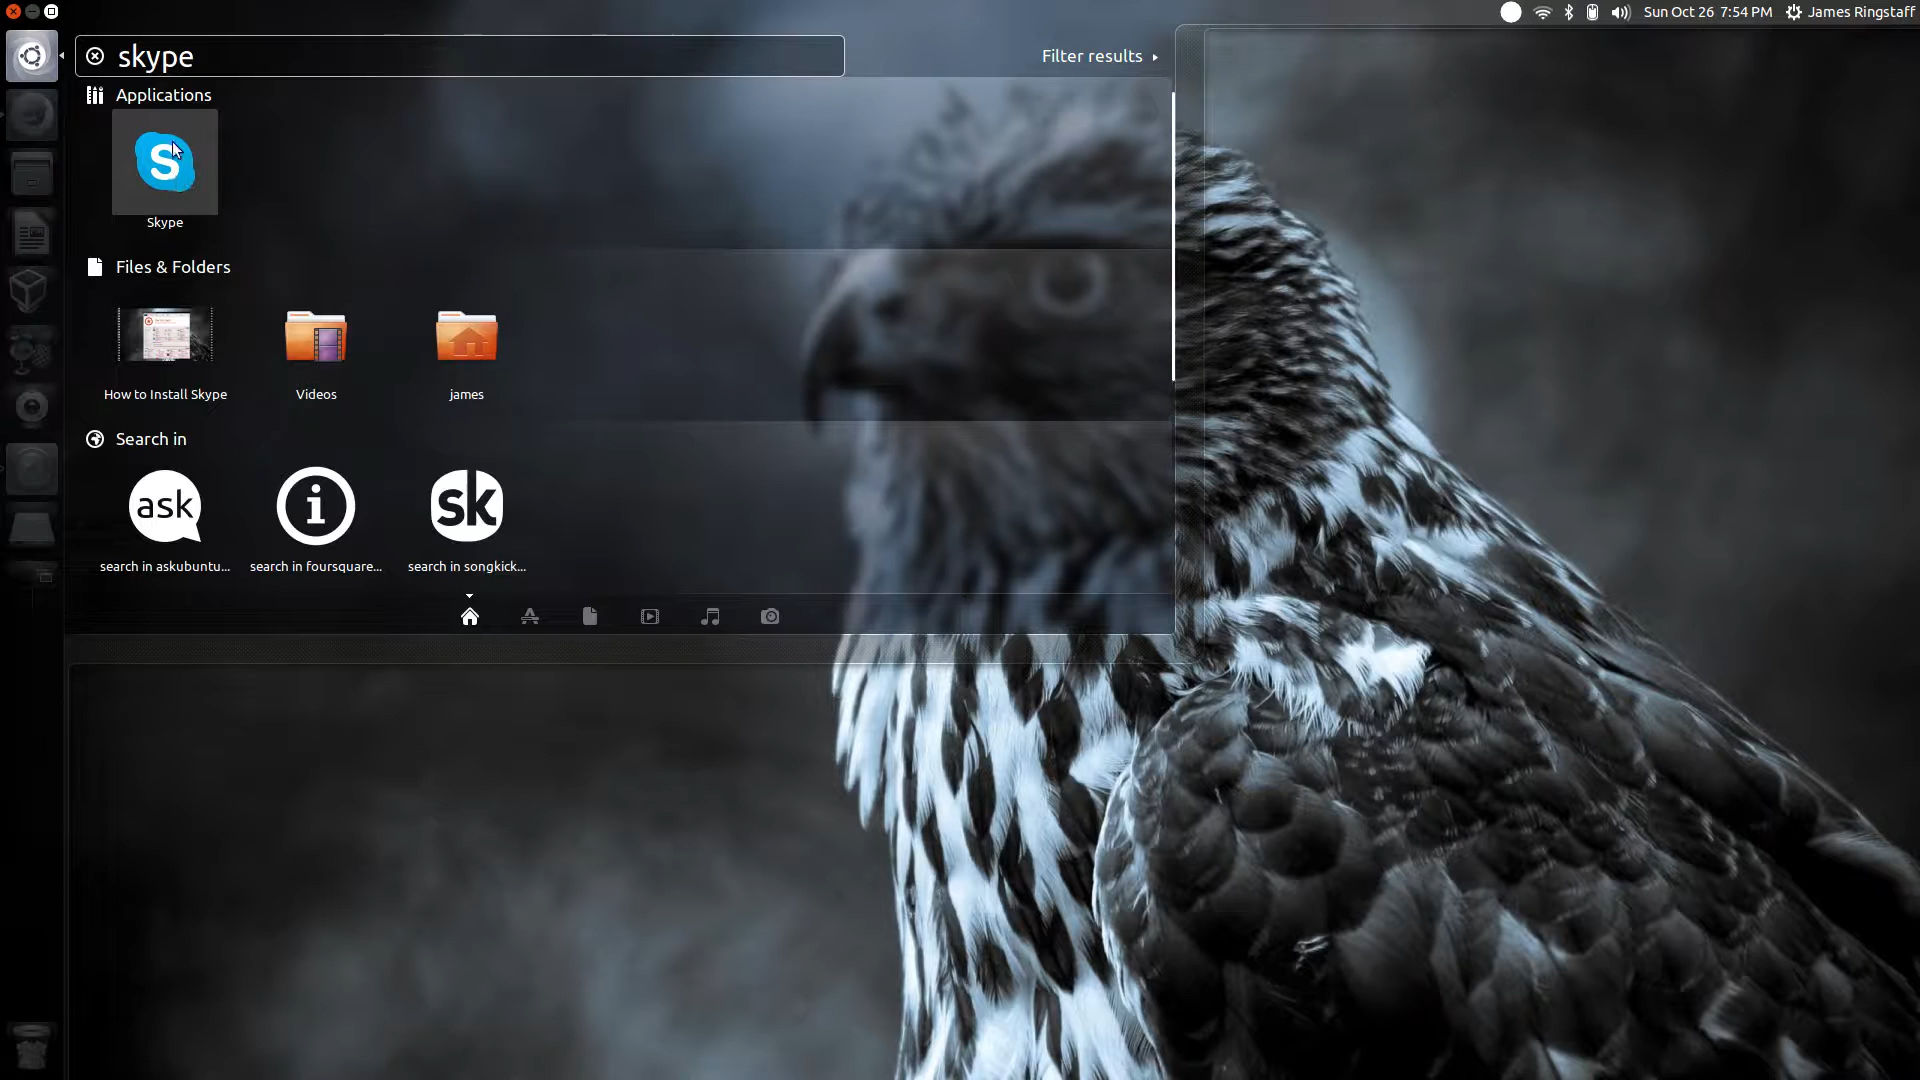 Sun Oct 26 7:54 PM James Ringstaff
skype
Filter results
Applications
S
Skype
Files & Folders
How to Install Skype
Videos
james
Search in
ask
i
sk
search in askubuntu...
search in foursquare...
search in songkick...